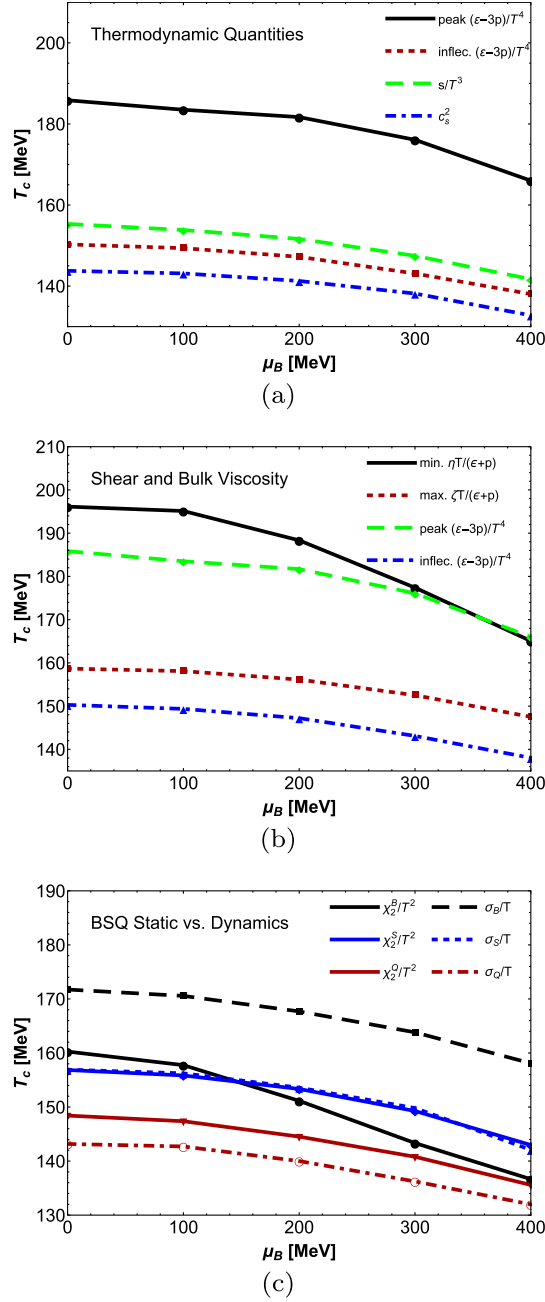 Thermodynamic Quantities
peak (ε−3p)/T⁴
inflec. (ε−3p)/T⁴
s/T³
c_s²
200
180
160
140
T_c [MeV]
0 100 200 300 400
μ_B [MeV]
(a)
Shear and Bulk Viscosity
min. ηT/(ϵ+p)
max. ζT/(ϵ+p)
peak (ε−3p)/T⁴
inflec. (ε−3p)/T⁴
210
200
190
180
170
160
150
140
T_c [MeV]
0 100 200 300 400
μ_B [MeV]
(b)
BSQ Static vs. Dynamics
χ₂ᴮ/T² σ_B/T
χ₂ˢ/T² σ_S/T
χ₂^Q/T² σ_Q/T
190
180
170
160
150
140
130
T_c [MeV]
0 100 200 300 400
μ_B [MeV]
(c)